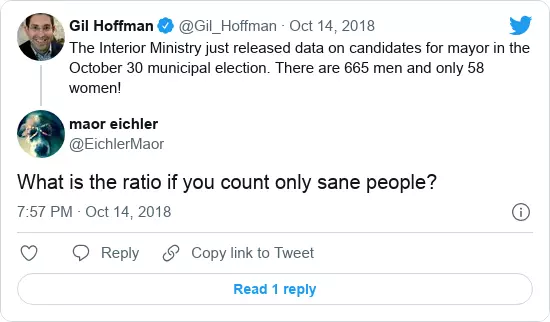 Gil Hoffman @Gil_Hoffman · Oct 14, 2018
The Interior Ministry just released data on candidates for mayor in the
October 30 municipal election. There are 665 men and only 58
women!
maor eichler
@EichlerMaor
What is the ratio if you count only sane people?
7:57 PM · Oct 14, 2018
Reply Copy link to Tweet
Read 1 reply